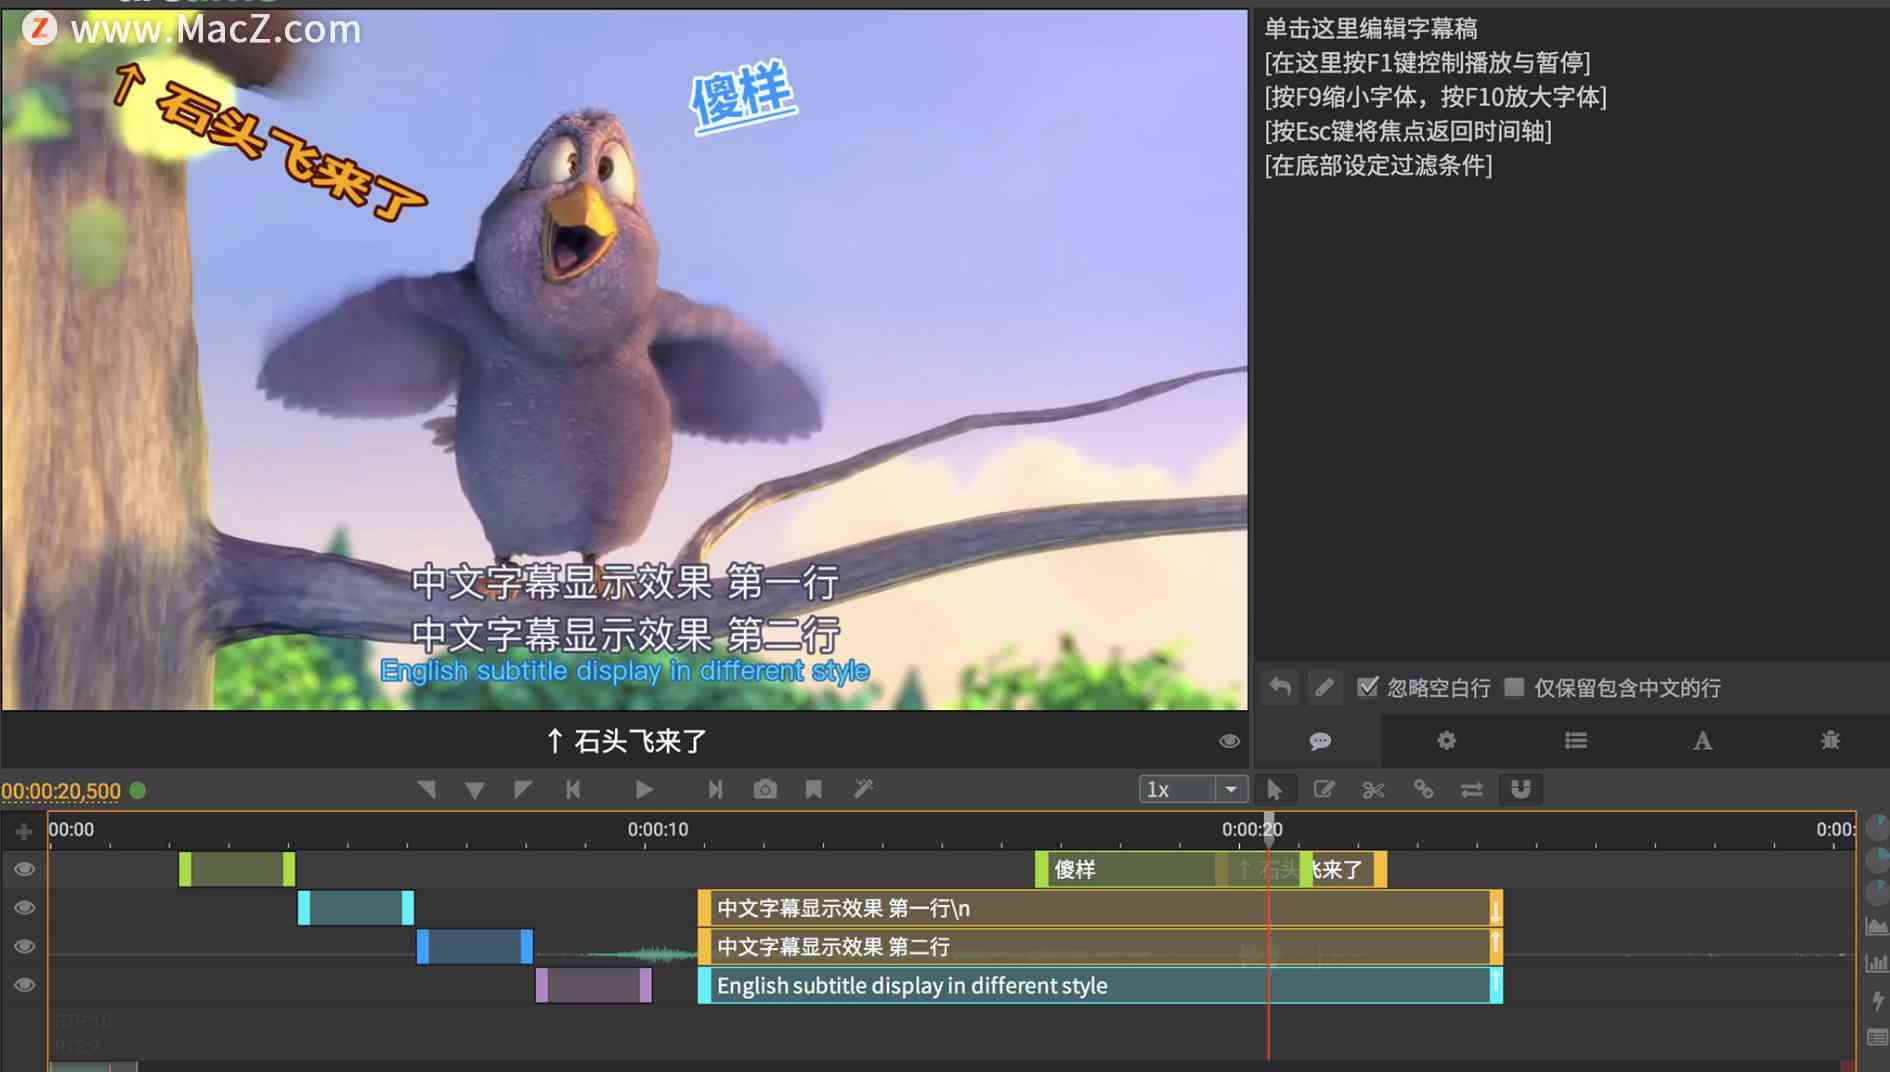 www.MacZ.com
↑ 石头飞来了
傻样
中文字幕显示效果 第一行
中文字幕显示效果 第二行
English subtitle display in different style
↑ 石头飞来了
单击这里编辑字幕稿
[在这里按F1键控制播放与暂停]
[按F9缩小字体，按F10放大字体]
[按Esc键将焦点返回时间轴]
[在底部设定过滤条件]
忽略空白行 仅保留包含中文的行
00:00:20,500
1x
00:00 0:00:10 0:00:20 0:00:
傻样 ↑ 石头飞来了
中文字幕显示效果 第一行\n
中文字幕显示效果 第二行
English subtitle display in different style